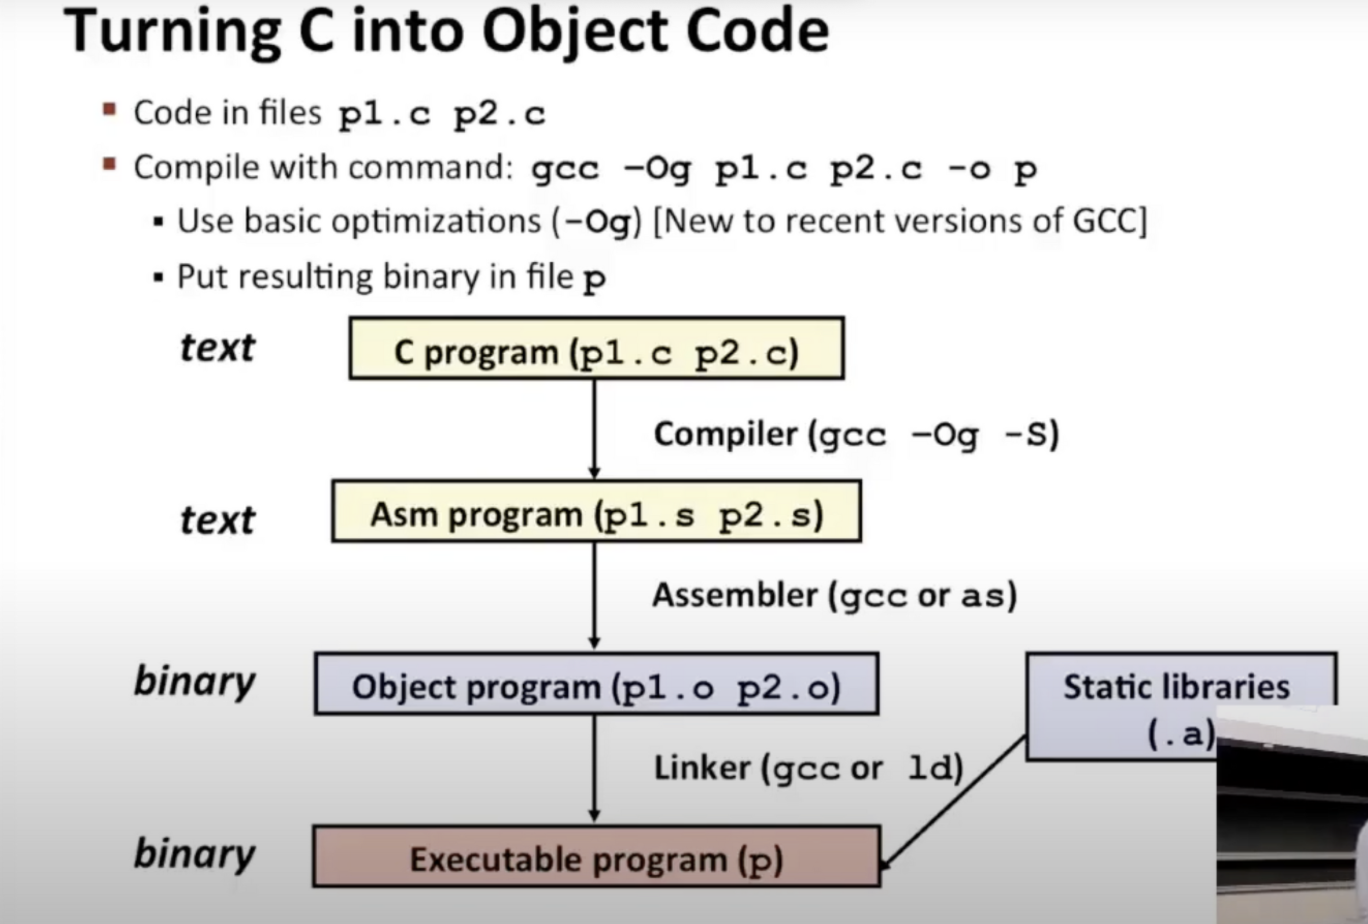 Turning C into Object Code
Code in files p1.c p2.c
Compile with command: gcc –Og p1.c p2.c -o p
Use basic optimizations (-Og) [New to recent versions of GCC]
Put resulting binary in file p
text
C program (p1.c p2.c)
Compiler (gcc –Og -S)
text
Asm program (p1.s p2.s)
Assembler (gcc or as)
binary
Object program (p1.o p2.o)
Static libraries
(.a)
Linker (gcc or ld)
binary
Executable program (p)